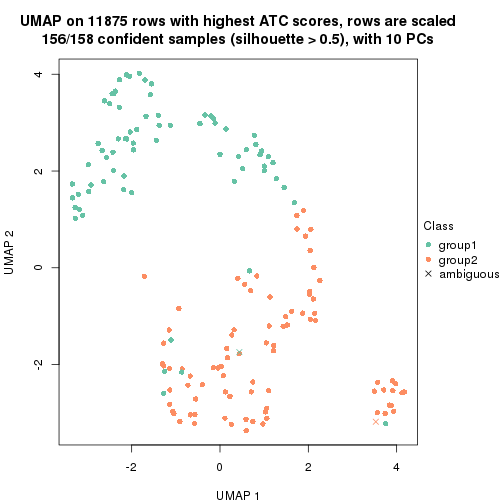 UMAP on 11875 rows with highest ATC scores, rows are scaled
156/158 confident samples (silhouette > 0.5), with 10 PCs
4
2
0
-2
UMAP 2
-2
0
2
4
UMAP 1
Class
group1
group2
ambiguous